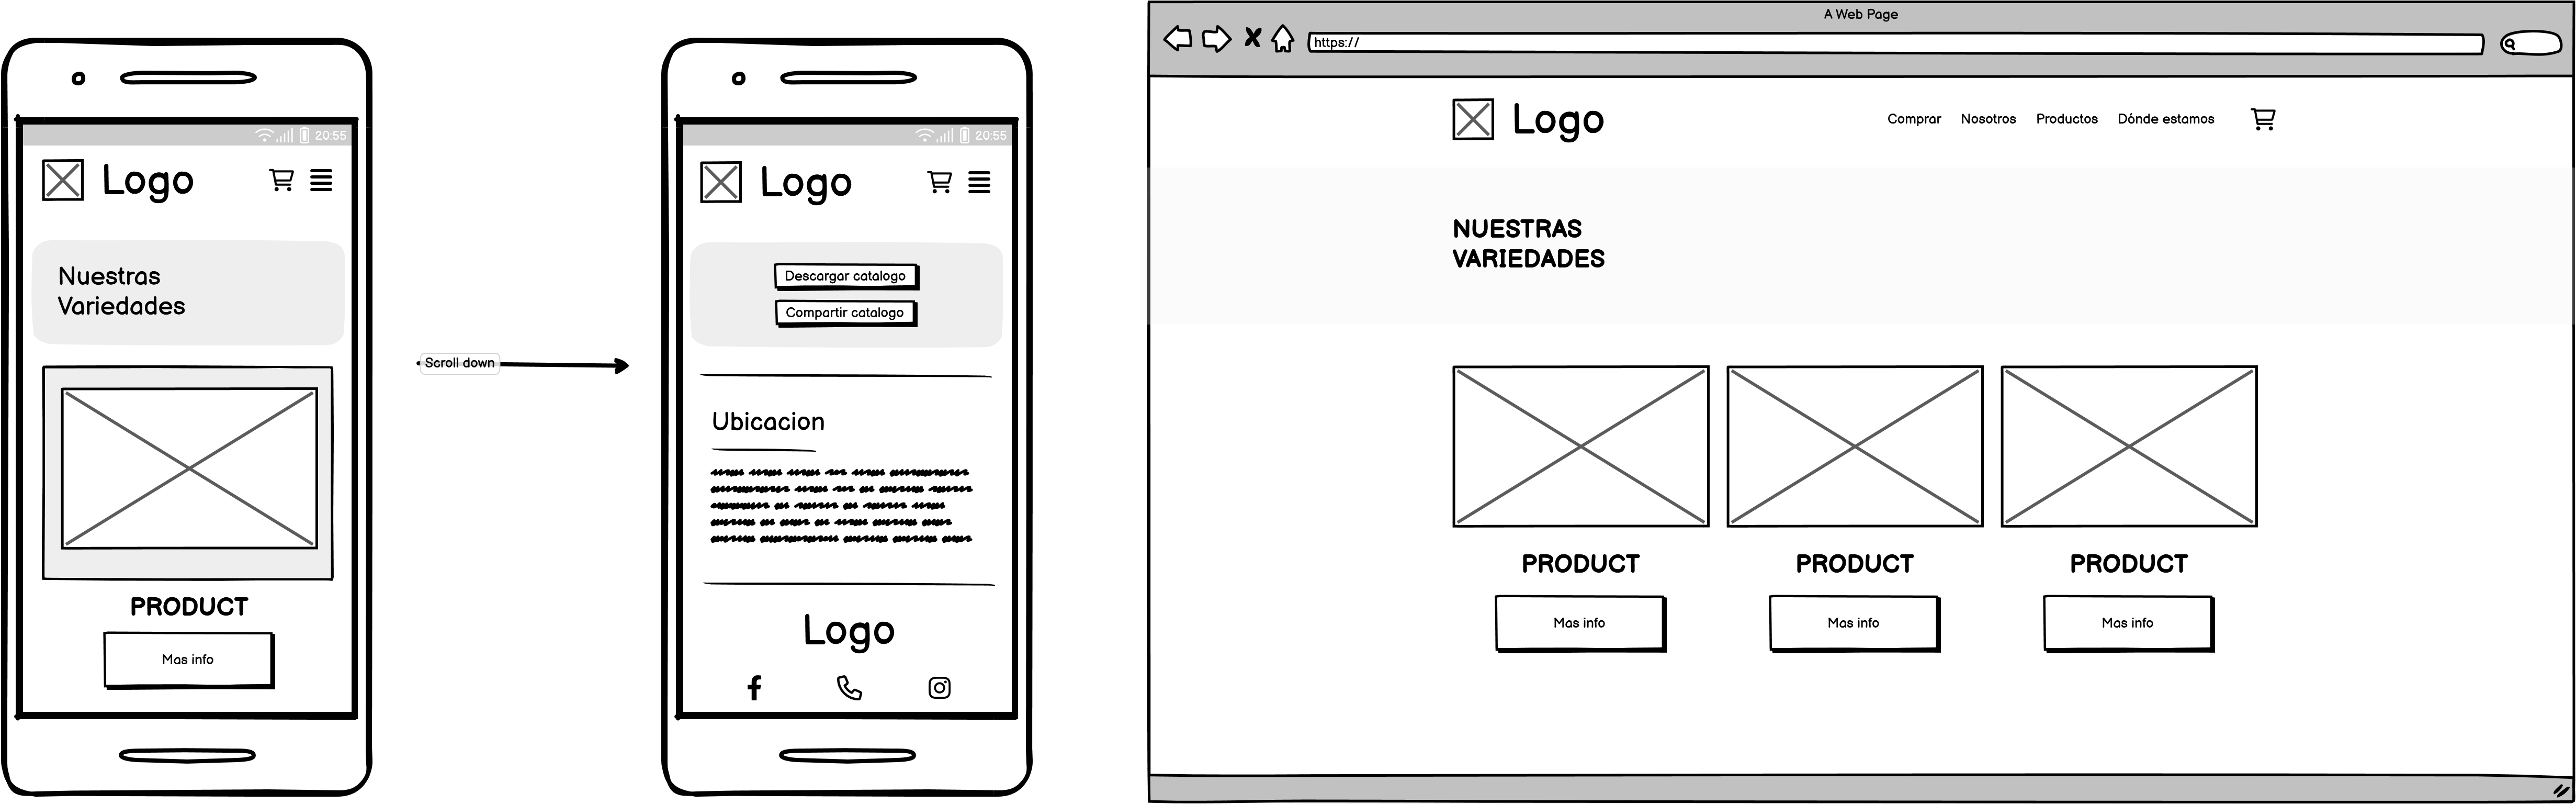 20:55
Logo
Nuestras
Variedades
PRODUCT
Mas info
Scroll down
20:55
Logo
Descargar catalogo
Compartir catalogo
Ubicacion
Logo
A Web Page
https://
Logo
Comprar Nosotros Productos Dónde estamos
NUESTRAS
VARIEDADES
PRODUCT PRODUCT PRODUCT
Mas info Mas info Mas info